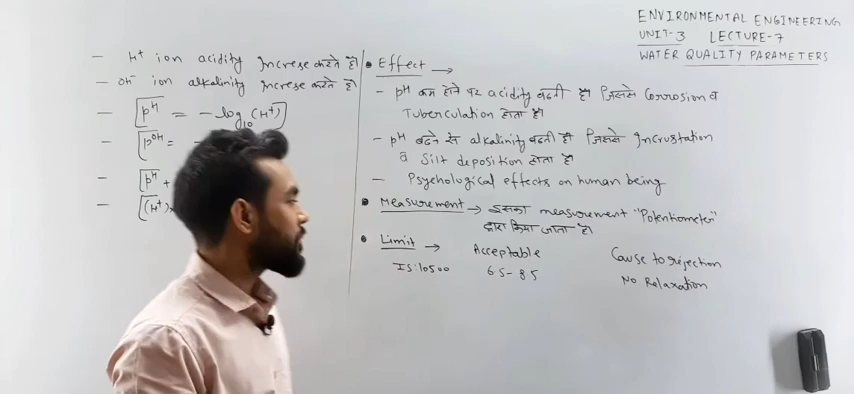 ENVIRONMENTAL ENGINEERING
UNIT-3 LECTURE-7
WATER QUALITY PARAMETERS
- H⁺ ion acidity Increse करते है।
- OH⁻ ion alkalinity Increse करते है
- pᴴ = -log₁₀(H⁺)
- pᴼᴴ = -
- pᴴ +
- (H⁺) ×
• Effect →
- pH कम होने पर acidity बढ़ती है। जिससे Corrosion व
Tuberculation होता है।
- pH बढ़ने से alkalinity बढ़ती है। जिससे Incrustation
व Silt deposition होता है
- Psychological effects on human being
• Measurement → इसका measurement "Potentiometer"
द्वारा किया जाता है।
• Limit → Acceptable Cause to rejection
IS:10500 6.5-8.5 No Relaxation